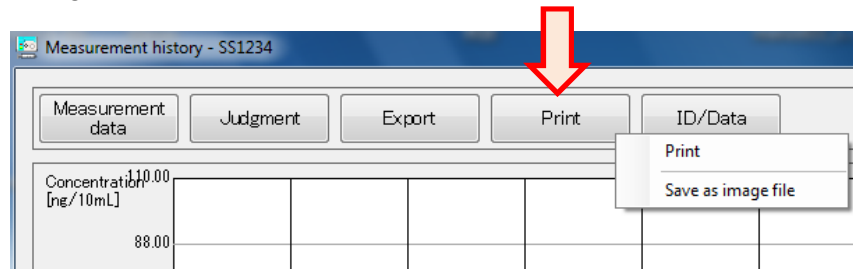 Measurement history - SS1234
Measurement
data
Judgment
Export
Print
ID/Data
Print
Save as image file
Concentration
[ng/10mL]
110.00
88.00